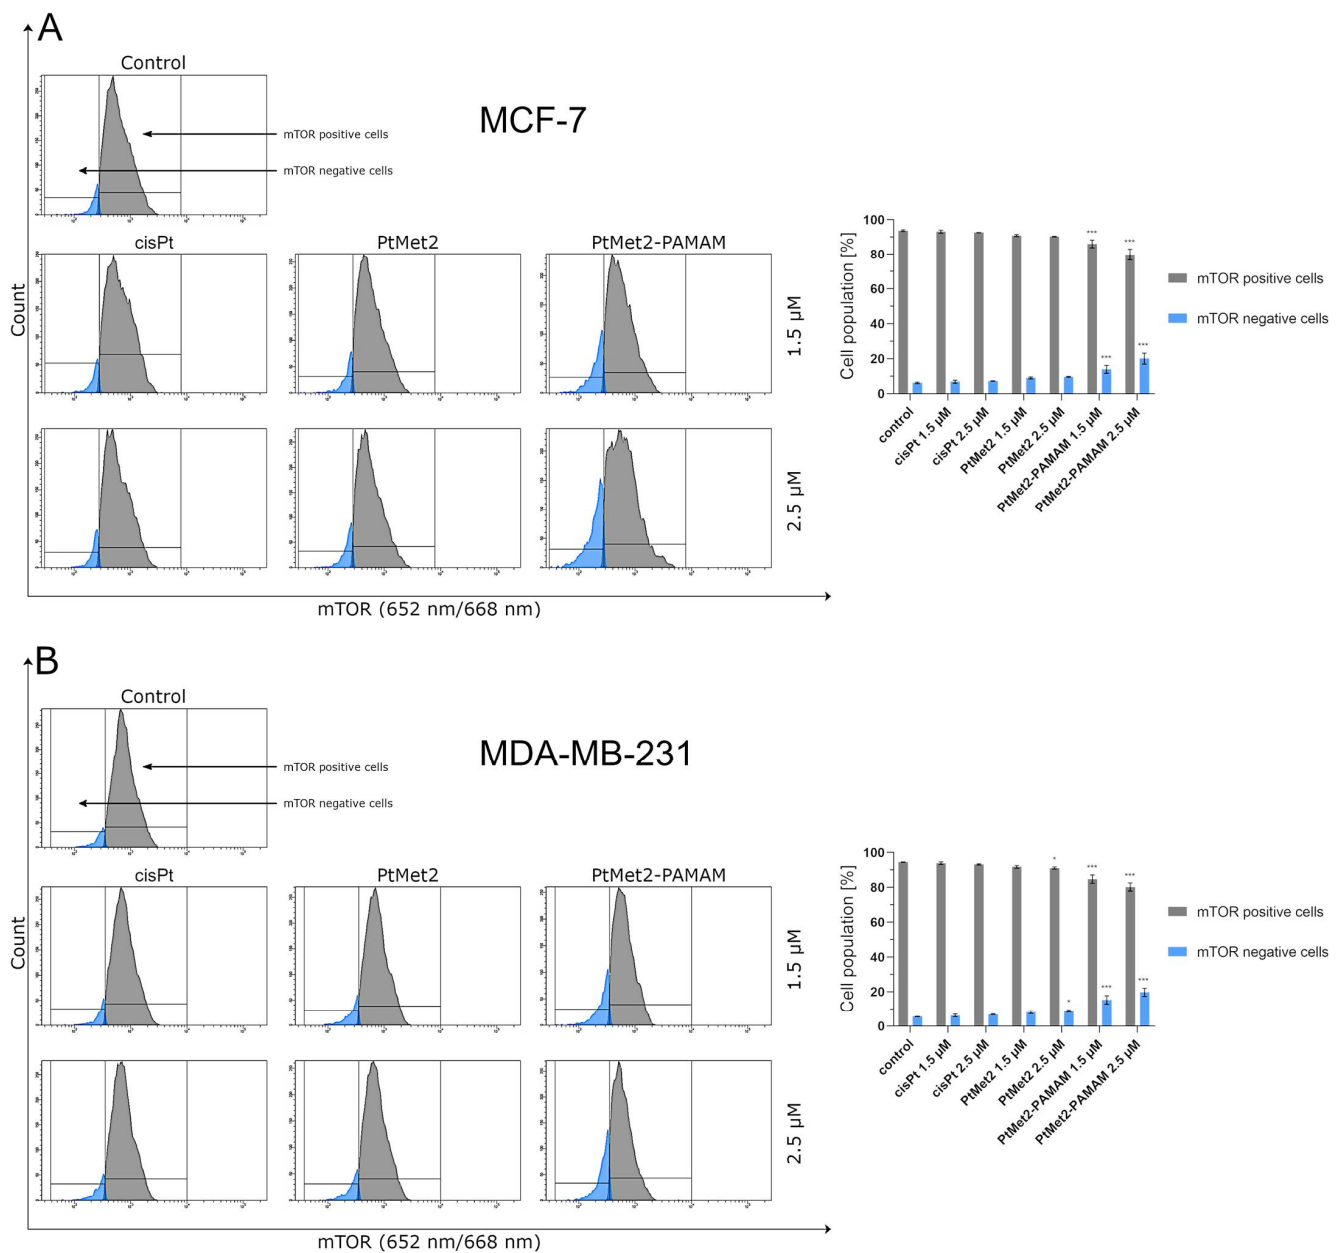 A
Control
MCF-7
mTOR positive cells
mTOR negative cells
cisPt
PtMet2
PtMet2-PAMAM
Count
1.5 µM
2.5 µM
mTOR (652 nm/668 nm)
Cell population [%]
100
80
60
40
20
0
***
***
***
***
control
cisPt 1.5 µM
cisPt 2.5 µM
PtMet2 1.5 µM
PtMet2 2.5 µM
PtMet2-PAMAM 1.5 µM
PtMet2-PAMAM 2.5 µM
mTOR positive cells
mTOR negative cells
B
Control
MDA-MB-231
mTOR positive cells
mTOR negative cells
cisPt
PtMet2
PtMet2-PAMAM
Count
1.5 µM
2.5 µM
mTOR (652 nm/668 nm)
Cell population [%]
100
80
60
40
20
0
*
***
***
*
***
***
control
cisPt 1.5 µM
cisPt 2.5 µM
PtMet2 1.5 µM
PtMet2 2.5 µM
PtMet2-PAMAM 1.5 µM
PtMet2-PAMAM 2.5 µM
mTOR positive cells
mTOR negative cells